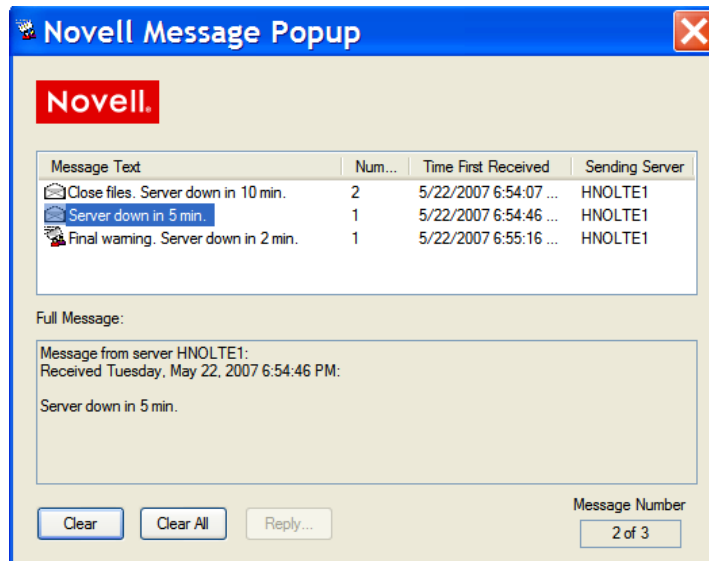 Novell Message Popup
Novell.
Message Text Num... Time First Received Sending Server
Close files. Server down in 10 min. 2 5/22/2007 6:54:07 ... HNOLTE1
Server down in 5 min. 1 5/22/2007 6:54:46 ... HNOLTE1
Final warning. Server down in 2 min. 1 5/22/2007 6:55:16 ... HNOLTE1
Full Message:
Message from server HNOLTE1:
Received Tuesday, May 22, 2007 6:54:46 PM:
Server down in 5 min.
Message Number
Clear Clear All Reply... 2 of 3